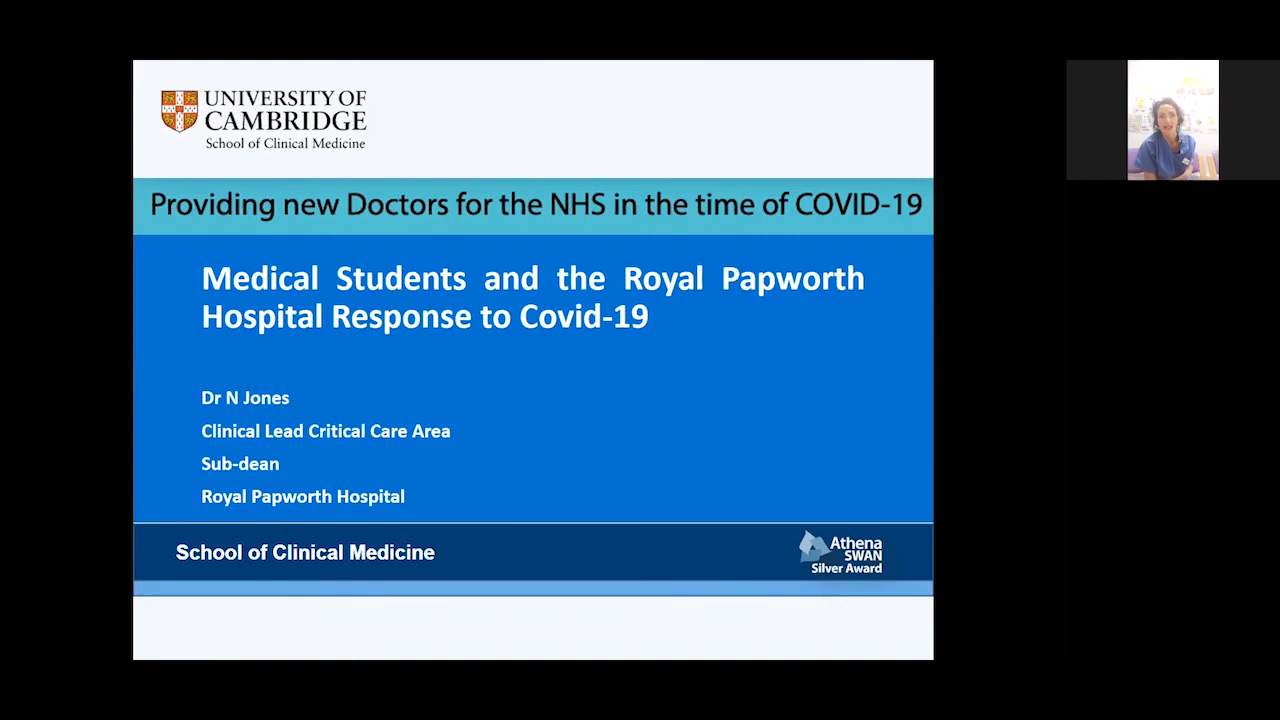 UNIVERSITY OF
CAMBRIDGE
School of Clinical Medicine
Providing new Doctors for the NHS in the time of COVID-19
Medical Students and the Royal Papworth
Hospital Response to Covid-19
Dr N Jones
Clinical Lead Critical Care Area
Sub-dean
Royal Papworth Hospital
School of Clinical Medicine
Athena
SWAN
Silver Award